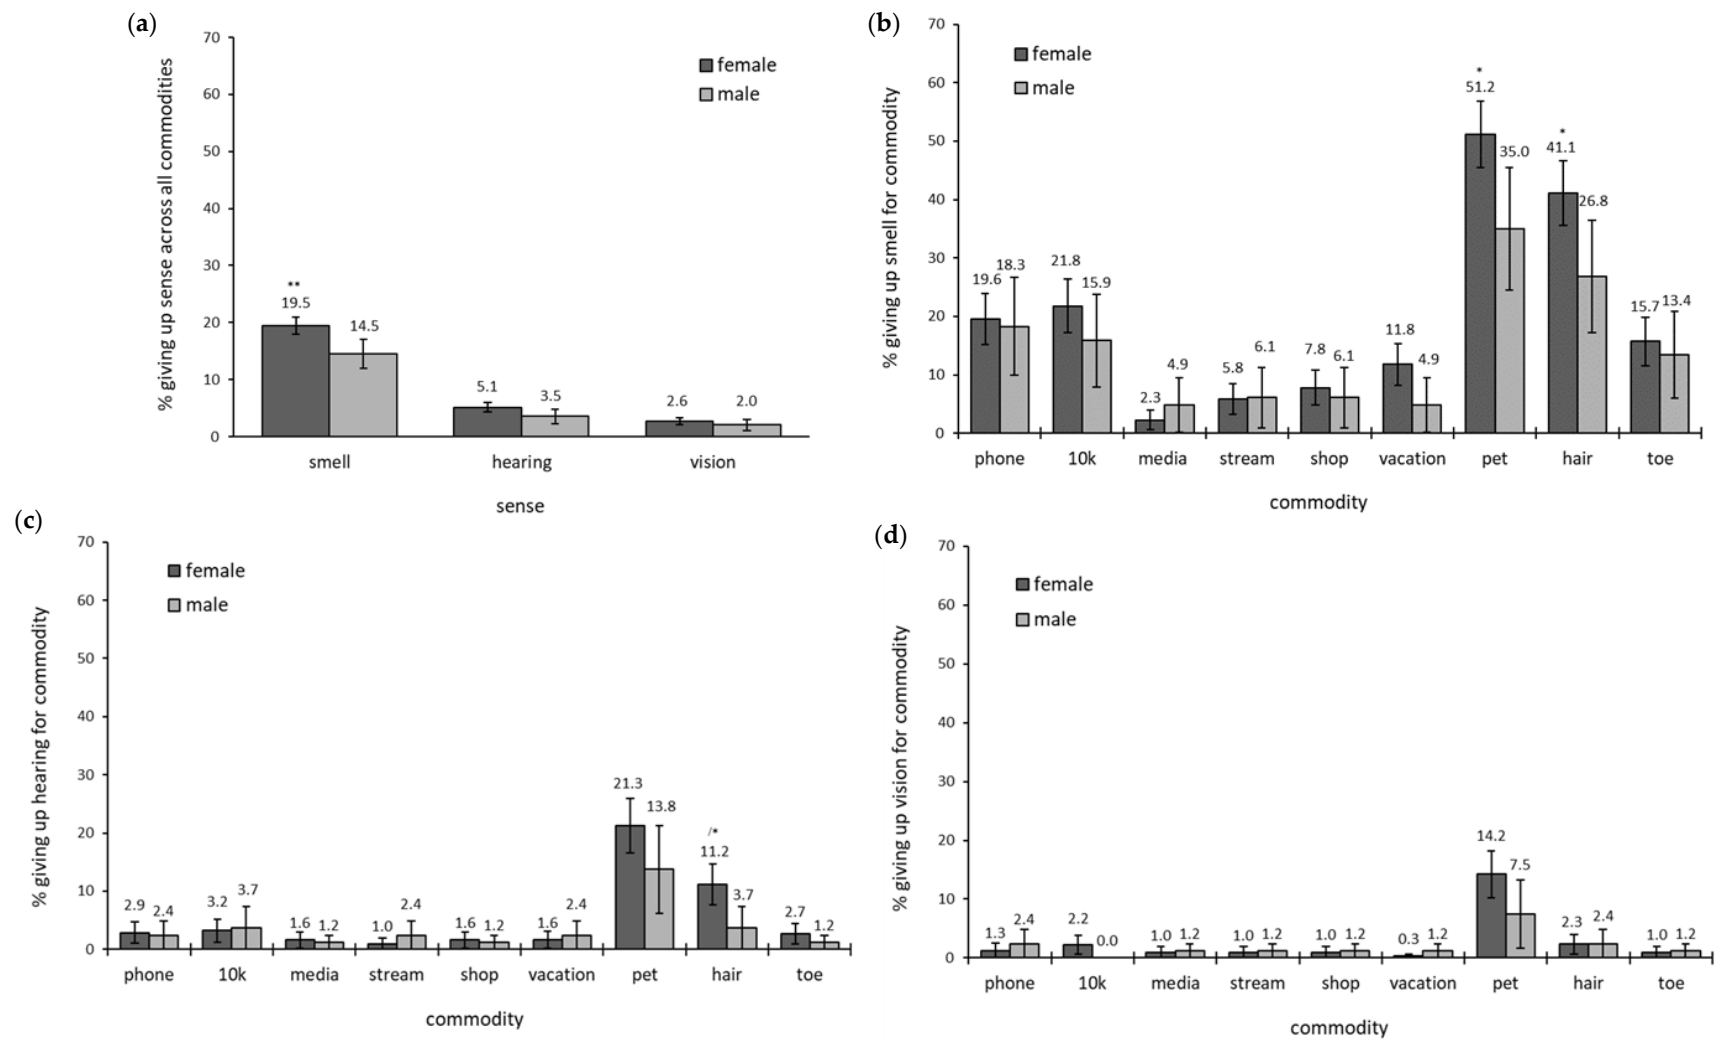 (a)
% giving up sense across all commodities
70
60
50
40
30
20
10
0
female
male
**
19.5
14.5
5.1
3.5
2.6
2.0
smell hearing vision
sense
(b)
% giving up smell for commodity
70
60
50
40
30
20
10
0
female
male
19.6 18.3
21.8 15.9
2.3 4.9
5.8 6.1
7.8 6.1
11.8 4.9
*
51.2 35.0
*
41.1 26.8
15.7 13.4
phone 10k media stream shop vacation pet hair toe
commodity
(c)
% giving up hearing for commodity
70
60
50
40
30
20
10
0
female
male
2.9 2.4
3.2 3.7
1.6 1.2
1.0 2.4
1.6 1.2
1.6 2.4
21.3 13.8
/*
11.2 3.7
2.7 1.2
phone 10k media stream shop vacation pet hair toe
commodity
(d)
% giving up vision for commodity
70
60
50
40
30
20
10
0
female
male
1.3 2.4
2.2 0.0
1.0 1.2
1.0 1.2
1.0 1.2
0.3 1.2
14.2 7.5
2.3 2.4
1.0 1.2
phone 10k media stream shop vacation pet hair toe
commodity